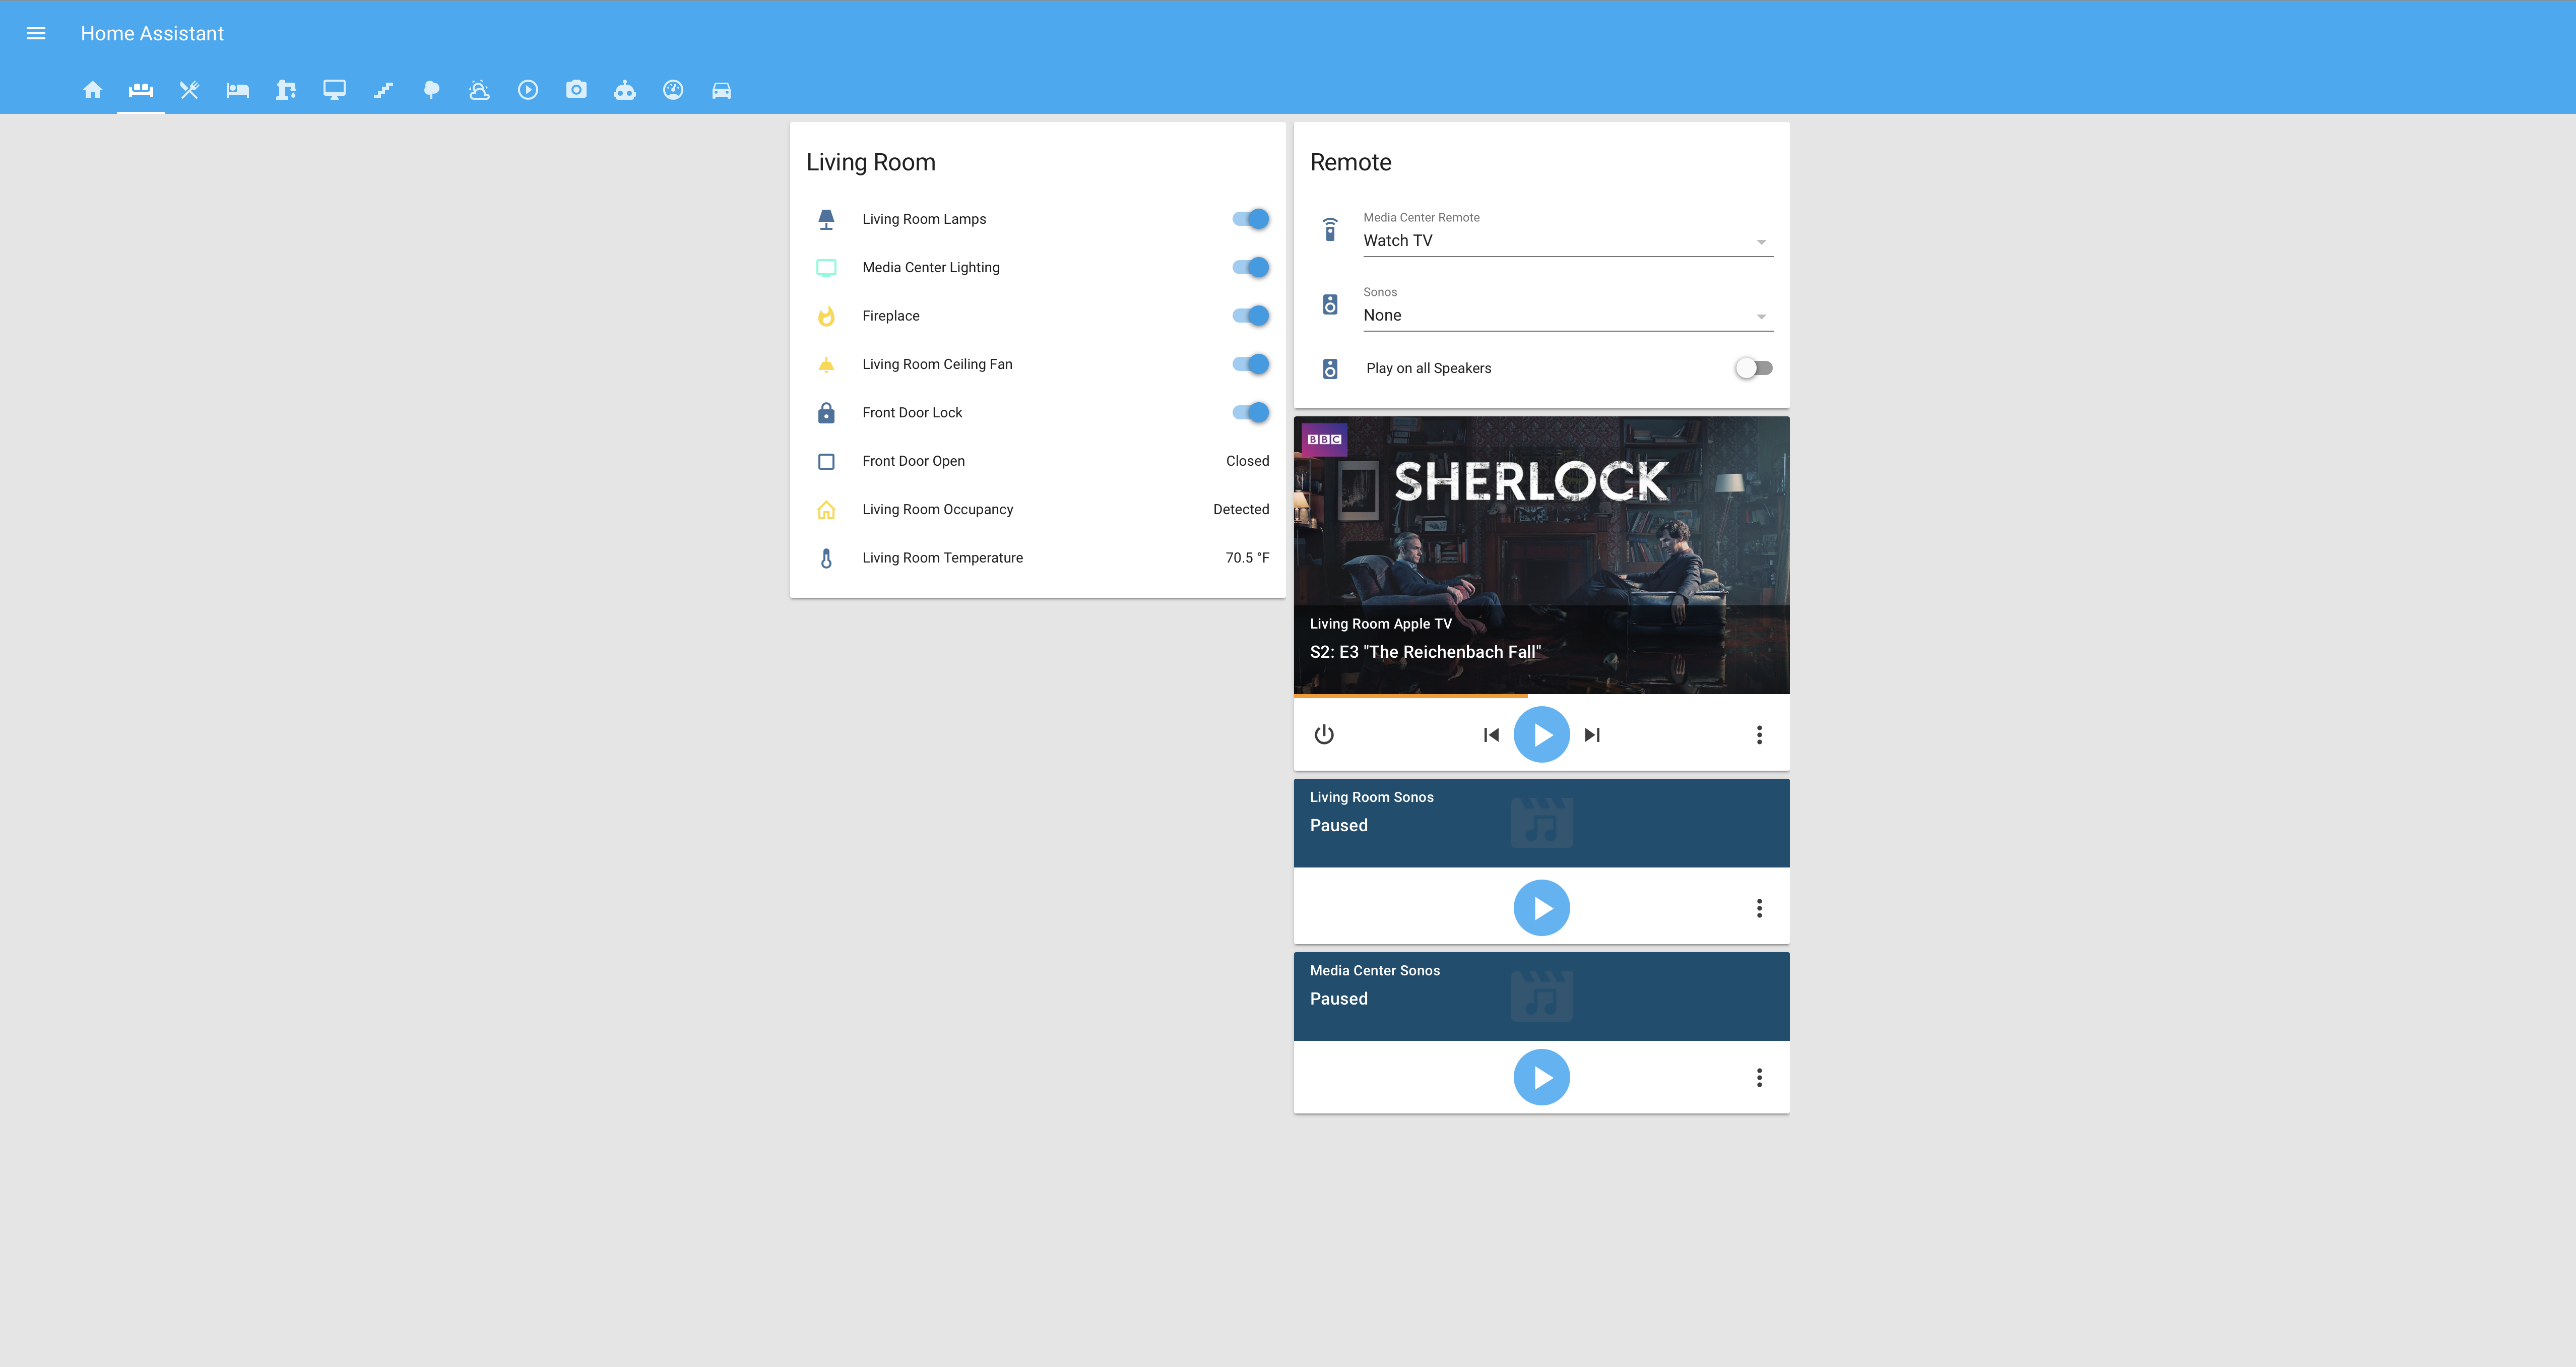 Home Assistant
Living Room
Living Room Lamps
Media Center Lighting
Fireplace
Living Room Ceiling Fan
Front Door Lock
Front Door Open Closed
Living Room Occupancy Detected
Living Room Temperature 70.5 °F
Remote
Media Center Remote
Watch TV
Sonos
None
Play on all Speakers
BBC
SHERLOCK
Living Room Apple TV
S2: E3 "The Reichenbach Fall"
Living Room Sonos
Paused
Media Center Sonos
Paused